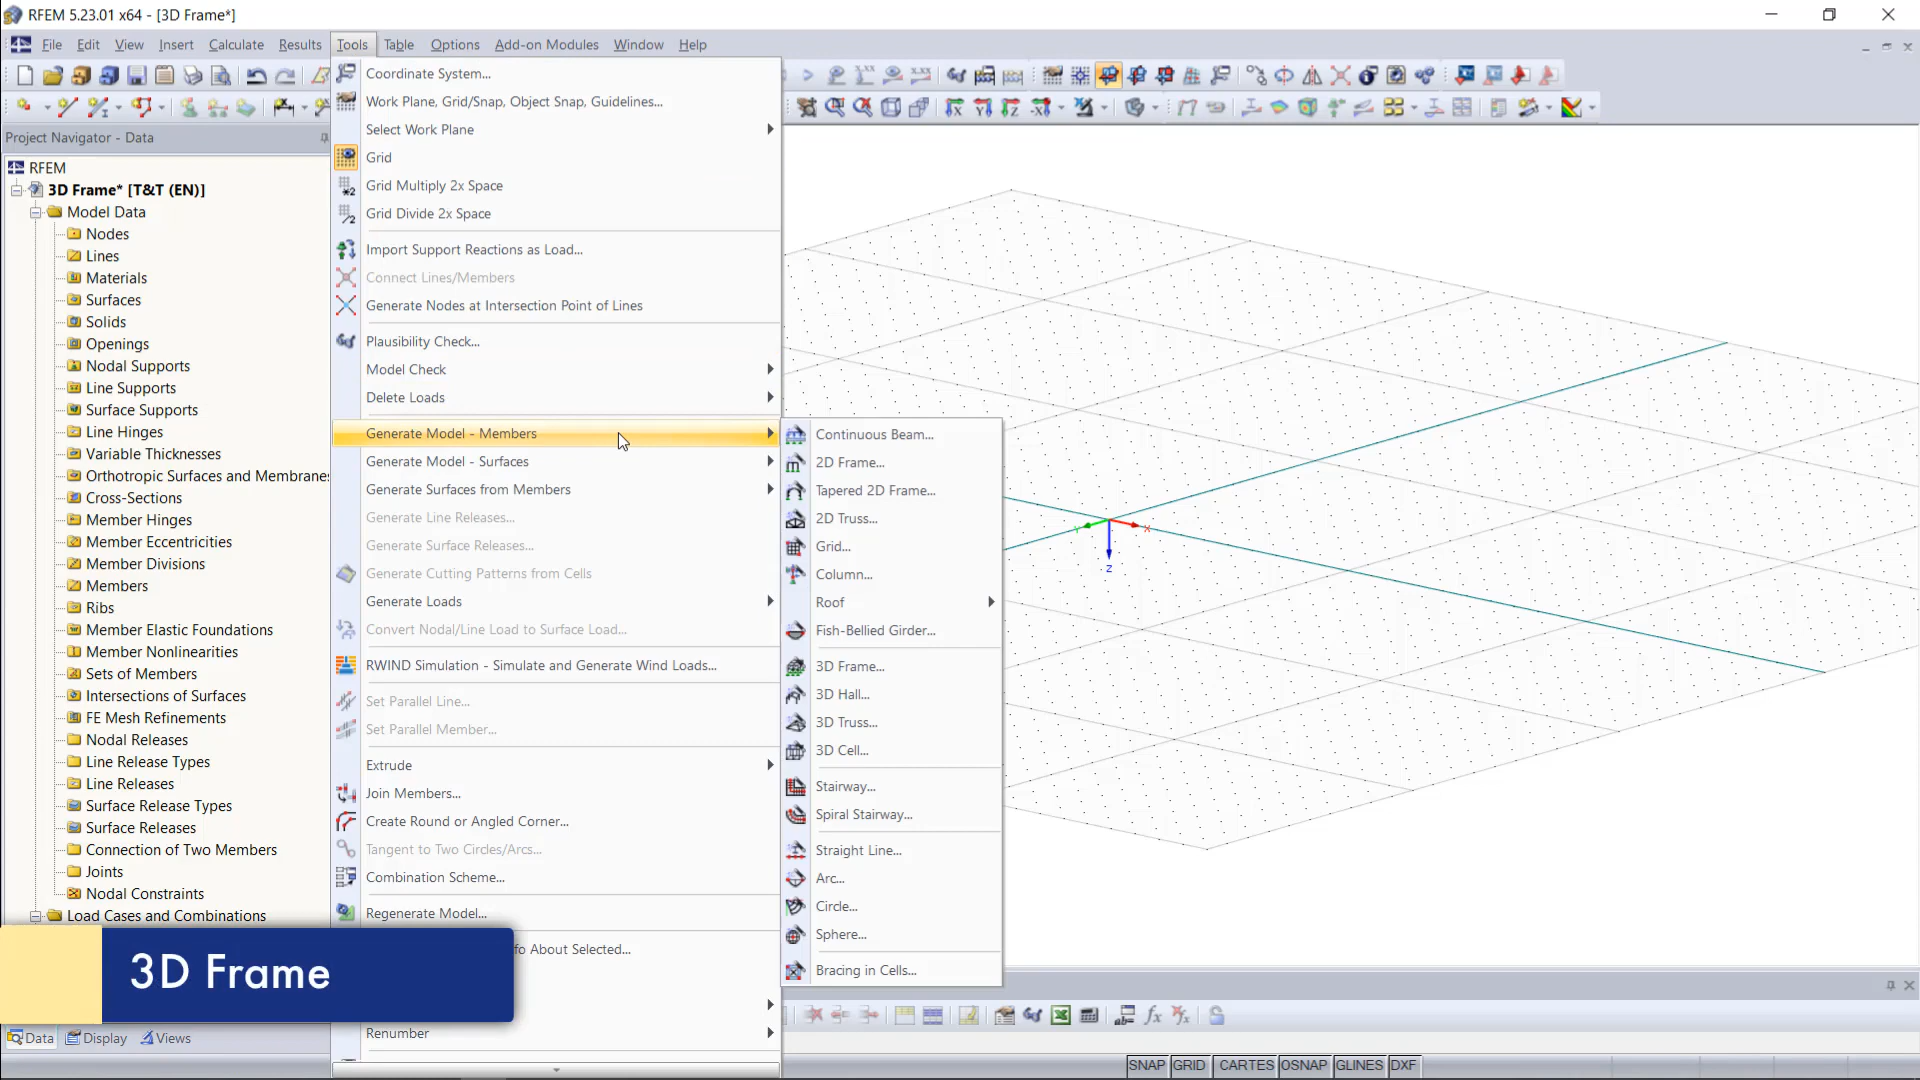 RFEM 5.23.01 x64 - [3D Frame*]
File Edit View Insert Calculate Results Tools Table Options Add-on Modules Window Help
Project Navigator - Data
RFEM
3D Frame* [T&T (EN)]
Model Data
Nodes
Lines
Materials
Surfaces
Solids
Openings
Nodal Supports
Line Supports
Surface Supports
Line Hinges
Variable Thicknesses
Orthotropic Surfaces and Membranes
Cross-Sections
Member Hinges
Member Eccentricities
Member Divisions
Members
Ribs
Member Elastic Foundations
Member Nonlinearities
Sets of Members
Intersections of Surfaces
FE Mesh Refinements
Nodal Releases
Line Release Types
Line Releases
Surface Release Types
Surface Releases
Connection of Two Members
Joints
Nodal Constraints
Load Cases and Combinations
3D Frame
Data Display Views
Coordinate System...
Work Plane, Grid/Snap, Object Snap, Guidelines...
Select Work Plane
Grid
Grid Multiply 2x Space
Grid Divide 2x Space
Import Support Reactions as Load...
Connect Lines/Members
Generate Nodes at Intersection Point of Lines
Plausibility Check...
Model Check
Delete Loads
Generate Model - Members
Generate Model - Surfaces
Generate Surfaces from Members
Generate Line Releases...
Generate Surface Releases...
Generate Cutting Patterns from Cells
Generate Loads
Convert Nodal/Line Load to Surface Load...
RWIND Simulation - Simulate and Generate Wind Loads...
Set Parallel Line...
Set Parallel Member...
Extrude
Join Members...
Create Round or Angled Corner...
Tangent to Two Circles/Arcs...
Combination Scheme...
Regenerate Model...
fo About Selected...
Renumber
Continuous Beam...
2D Frame...
Tapered 2D Frame...
2D Truss...
Grid...
Column...
Roof
Fish-Bellied Girder...
3D Frame...
3D Hall...
3D Truss...
3D Cell...
Stairway...
Spiral Stairway...
Straight Line...
Arc...
Circle...
Sphere...
Bracing in Cells...
Y X
Z
SNAP GRID CARTES OSNAP GLINES DXF